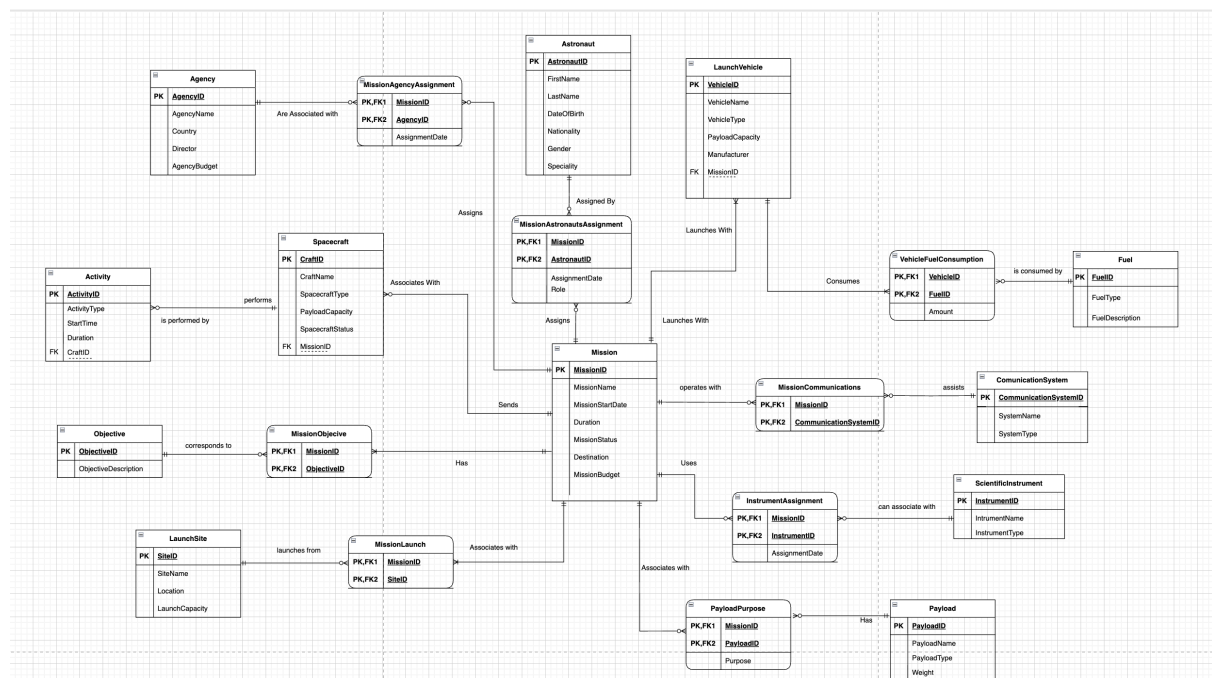 Agency
PK AgencyID
AgencyName
Country
Director
AgencyBudget
Are Associated with
MissionAgencyAssignment
PK,FK1 MissionID
PK,FK2 AgencyID
AssignmentDate
Assigns
Astronaut
PK AstronautID
FirstName
LastName
DateOfBirth
Nationality
Gender
Speciality
Assigned By
MissionAstronautsAssignment
PK,FK1 MissionID
PK,FK2 AstronautID
AssignmentDate
Role
Assigns
LaunchVehicle
PK VehicleID
VehicleName
VehicleType
PayloadCapacity
Manufacturer
FK MissionID
Launches With
Launches With
Consumes
VehicleFuelConsumption
PK,FK1 VehicleID
PK,FK2 FuelID
Amount
is consumed by
Fuel
PK FuelID
FuelType
FuelDescription
Activity
PK ActivityID
ActivityType
StartTime
Duration
FK CraftID
performs
is performed by
Spacecraft
PK CraftID
CraftName
SpacecraftType
PayloadCapacity
SpacecraftStatus
FK MissionID
Associates With
Sends
Mission
PK MissionID
MissionName
MissionStartDate
Duration
MissionStatus
Destination
MissionBudget
operates with
MissionCommunications
PK,FK1 MissionID
PK,FK2 CommunicationSystemID
assists
ComunicationSystem
PK CommunicationSystemID
SystemName
SystemType
Objective
PK ObjectiveID
ObjectiveDescription
corresponds to
MissionObjecive
PK,FK1 MissionID
PK,FK2 ObjectiveID
Has
Uses
InstrumentAssignment
PK,FK1 MissionID
PK,FK2 InstrumentID
AssignmentDate
can associate with
ScientificInstrument
PK InstrumentID
IntrumentName
InstrumentType
LaunchSite
PK SiteID
SiteName
Location
LaunchCapacity
launches from
MissionLaunch
PK,FK1 MissionID
PK,FK2 SiteID
Associates with
Associates with
PayloadPurpose
PK,FK1 MissionID
PK,FK2 PayloadID
Purpose
Has
Payload
PK PayloadID
PayloadName
PayloadType
Weight